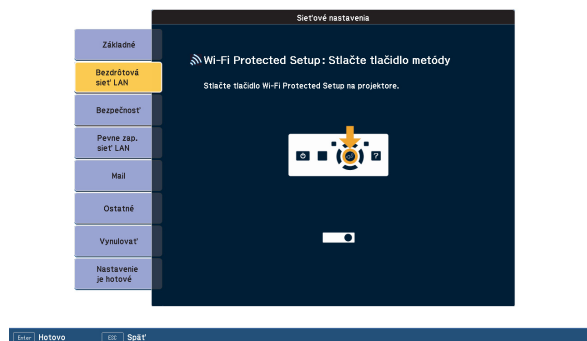 Sieťové nastavenia
Základné
Bezdrôtová
sieť LAN
Bezpečnosť
Pevne zap.
sieť LAN
Mail
Ostatné
Vynulovať
Nastavenie
je hotové
Wi-Fi Protected Setup: Stlačte tlačidlo metódy
Stlačte tlačidlo Wi-Fi Protected Setup na projektore.
?
Enter Hotovo ESC Späť